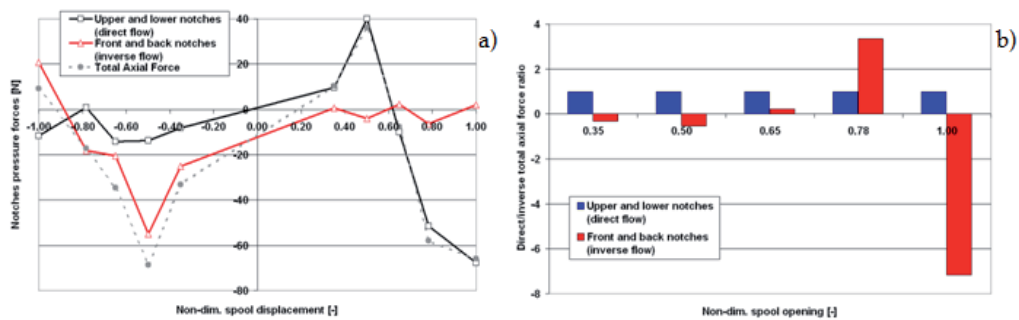 Upper and lower notches
(direct flow)
Front and back notches
(inverse flow)
Total Axial Force
a)
Notches pressure forces [N]
40
20
0
-20
-40
-60
-80
-1.00 -0.80 -0.60 -0.40 -0.20 0.00 0.20 0.40 0.60 0.80 1.00
Non-dim. spool displacement [-]
b)
Direct/inverse total axial force ratio
4
2
0
-2
-4
-6
-8
0.35 0.50 0.65 0.78 1.00
Upper and lower notches
(direct flow)
Front and back notches
(inverse flow)
Non-dim. spool opening [-]